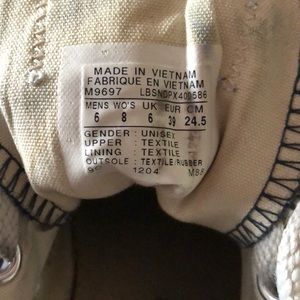 MADE IN VIETNAM
FABRIQUE EN VIETNAM
M9697 LBSNDPX400586
MENS WO'S UK EUR CM
6 8 6 39 24.5
GENDER : UNISEX
UPPER : TEXTILE
LINING : TEXTILE
OUTSOLE : TEXTILE/RUBBER
1204